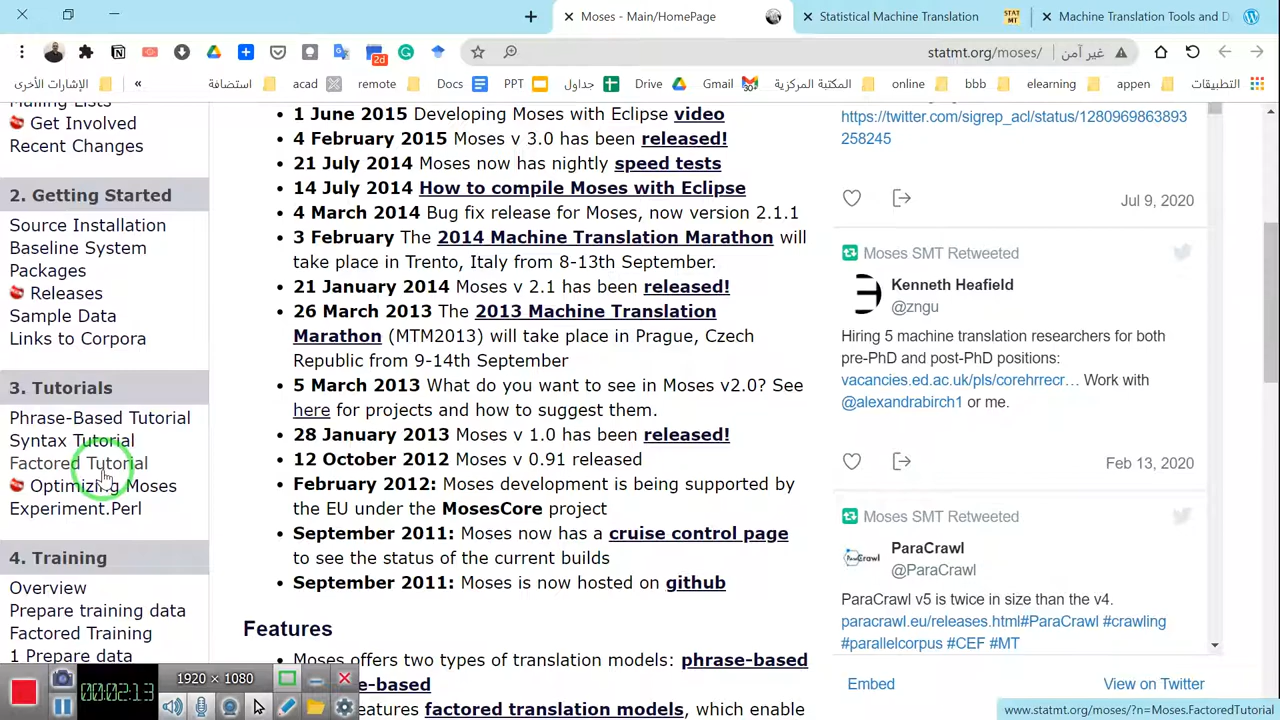 Moses - Main/HomePage
Statistical Machine Translation
STAT MT
Machine Translation Tools and D
2d
statmt.org/moses/
غير آمن
الإشارات الأخرى
«
استضافة
acad
remote
Docs
PPT
جداول
Drive
Gmail
30
المكتبة المركزية
online
bbb
elearning
appen
التطبيقات
Mailing Lists
Get Involved
Recent Changes
2. Getting Started
Source Installation
Baseline System
Packages
Releases
Sample Data
Links to Corpora
3. Tutorials
Phrase-Based Tutorial
Syntax Tutorial
Factored Tutorial
Optimizing Moses
Experiment.Perl
4. Training
Overview
Prepare training data
Factored Training
1 Prepare data
• 1 June 2015 Developing Moses with Eclipse video
• 4 February 2015 Moses v 3.0 has been released!
• 21 July 2014 Moses now has nightly speed tests
• 14 July 2014 How to compile Moses with Eclipse
• 4 March 2014 Bug fix release for Moses, now version 2.1.1
• 3 February The 2014 Machine Translation Marathon will
take place in Trento, Italy from 8-13th September.
• 21 January 2014 Moses v 2.1 has been released!
• 26 March 2013 The 2013 Machine Translation
Marathon (MTM2013) will take place in Prague, Czech
Republic from 9-14th September
• 5 March 2013 What do you want to see in Moses v2.0? See
here for projects and how to suggest them.
• 28 January 2013 Moses v 1.0 has been released!
• 12 October 2012 Moses v 0.91 released
• February 2012: Moses development is being supported by
the EU under the MosesCore project
• September 2011: Moses now has a cruise control page
to see the status of the current builds
• September 2011: Moses is now hosted on github
Features
• Moses offers two types of translation models: phrase-based
e-based
eatures factored translation models, which enable
https://twitter.com/sigrep_acl/status/1280969863893
258245
Jul 9, 2020
Moses SMT Retweeted
Kenneth Heafield
@zngu
Hiring 5 machine translation researchers for both
pre-PhD and post-PhD positions:
vacancies.ed.ac.uk/pls/corehrrecr… Work with
@alexandrabirch1 or me.
Feb 13, 2020
Moses SMT Retweeted
ParaCrawl
@ParaCrawl
ParaCrawl v5 is twice in size than the v4.
paracrawl.eu/releases.html#ParaCrawl #crawling
#parallelcorpus #CEF #MT
Embed
View on Twitter
1920 × 1080
00:02:13
www.statmt.org/moses/?n=Moses.FactoredTutorial